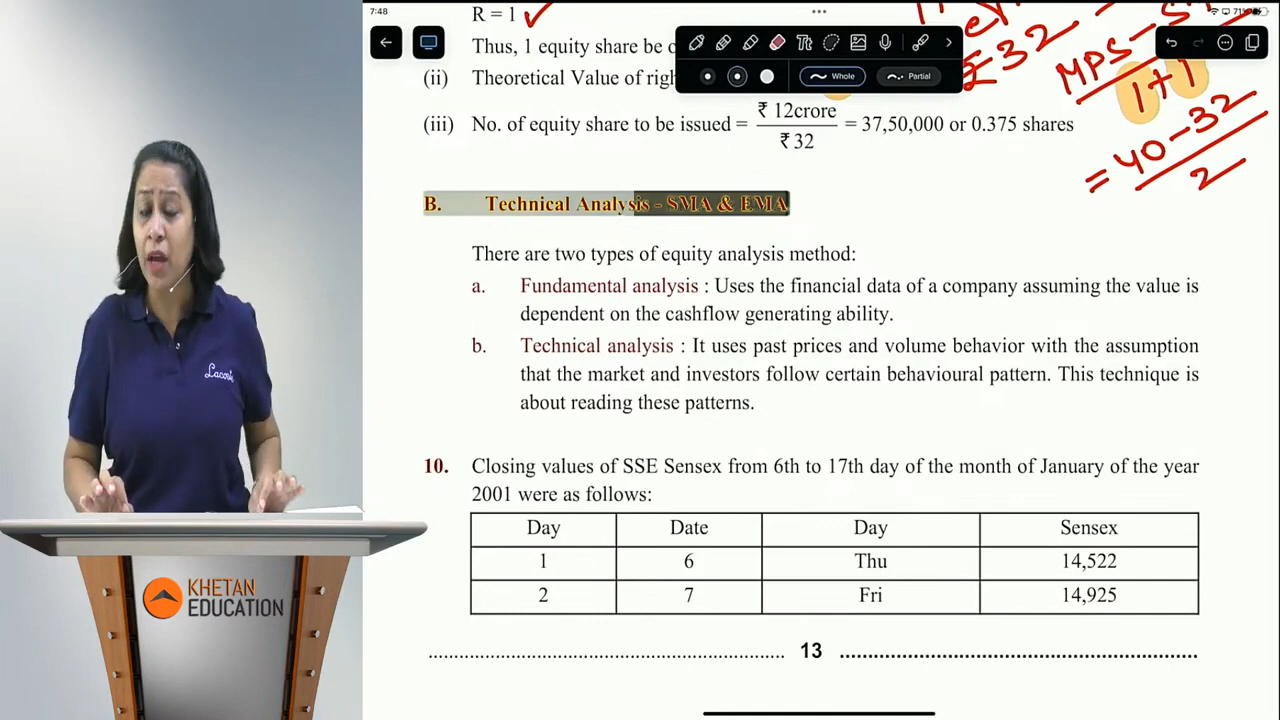 7:48
71%
R = 1
Thus, 1 equity share be
(ii) Theoretical Value of
Whole
Partial
32
MPS -
1+1
= 40-32
2
(iii) No. of equity share to be issued = ₹ 12crore / ₹ 32 = 37,50,000 or 0.375 shares
B. Technical Analysis - SMA & EMA
There are two types of equity analysis method:
a. Fundamental analysis : Uses the financial data of a company assuming the value is
dependent on the cashflow generating ability.
b. Technical analysis : It uses past prices and volume behavior with the assumption
that the market and investors follow certain behavioural pattern. This technique is
about reading these patterns.
10. Closing values of SSE Sensex from 6th to 17th day of the month of January of the year
2001 were as follows:
Day Date Day Sensex
1 6 Thu 14,522
2 7 Fri 14,925
13
KHETAN
EDUCATION